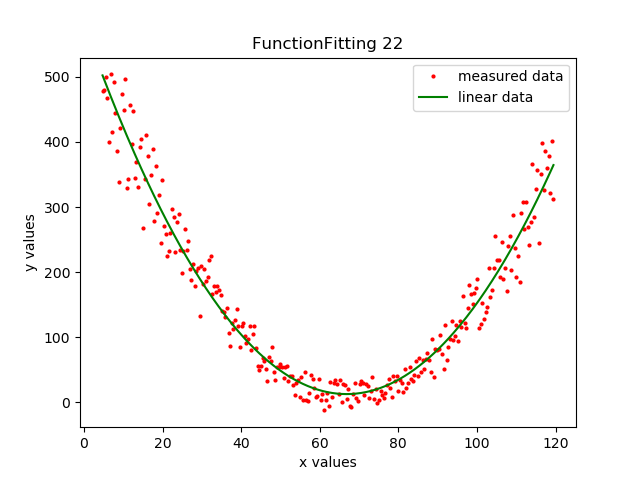 FunctionFitting 22
measured data
linear data
500
400
300
200
100
0
y values
0
20
40
60
80
100
120
x values